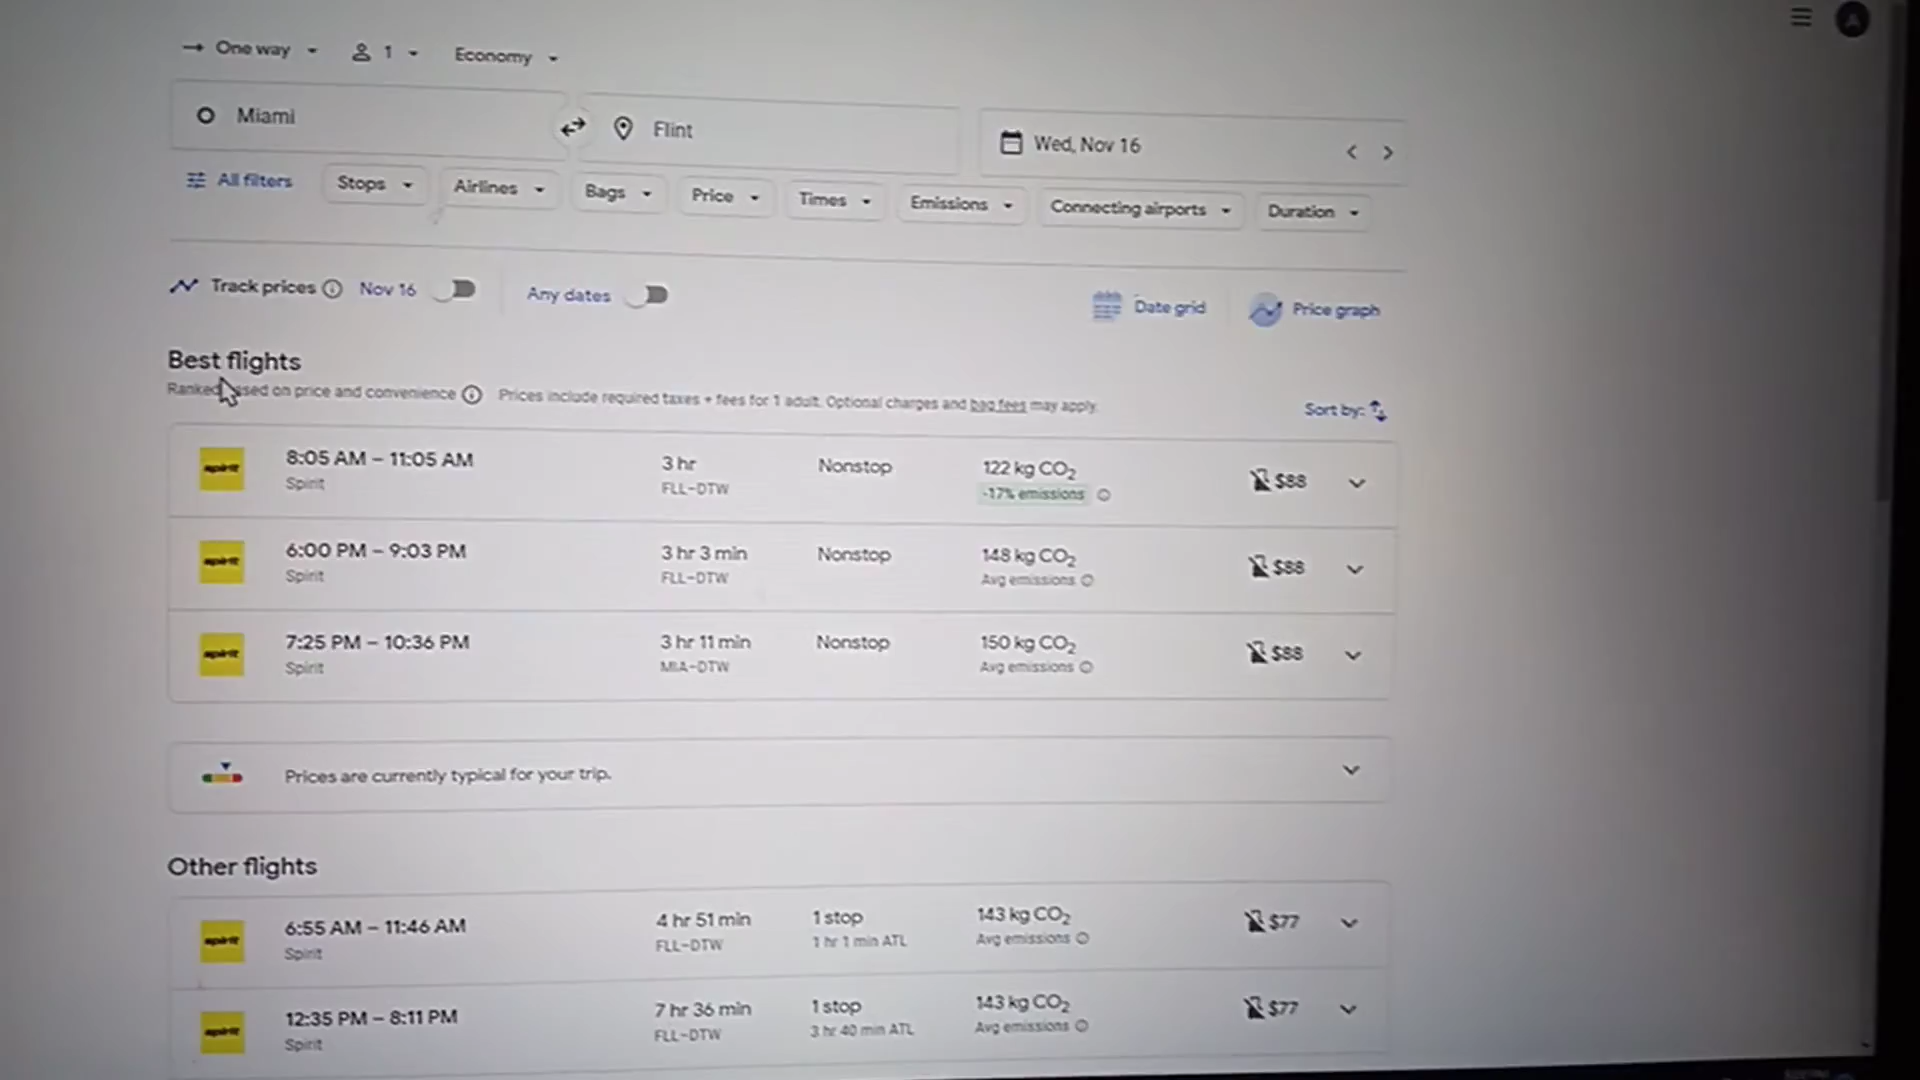 One way 1 Economy
Miami Flint Wed, Nov 16
All filters Stops Airlines Bags Price Times Emissions Connecting airports Duration
Track prices Nov 16 Any dates Date grid Price graph
Best flights
Ranked based on price and convenience Prices include required taxes + fees for 1 adult. Optional charges and bag fees may apply.
Sort by:
spirit 8:05 AM – 11:05 AM 3 hr Nonstop 122 kg CO2 $88
Spirit FLL–DTW -17% emissions
spirit 6:00 PM – 9:03 PM 3 hr 3 min Nonstop 148 kg CO2 $88
Spirit FLL–DTW Avg emissions
spirit 7:25 PM – 10:36 PM 3 hr 11 min Nonstop 150 kg CO2 $88
Spirit MIA–DTW Avg emissions
Prices are currently typical for your trip.
Other flights
spirit 6:55 AM – 11:46 AM 4 hr 51 min 1 stop 143 kg CO2 $77
Spirit FLL–DTW 1 hr 1 min ATL Avg emissions
spirit 12:35 PM – 8:11 PM 7 hr 36 min 1 stop 143 kg CO2 $77
Spirit FLL–DTW 3 hr 40 min ATL Avg emissions